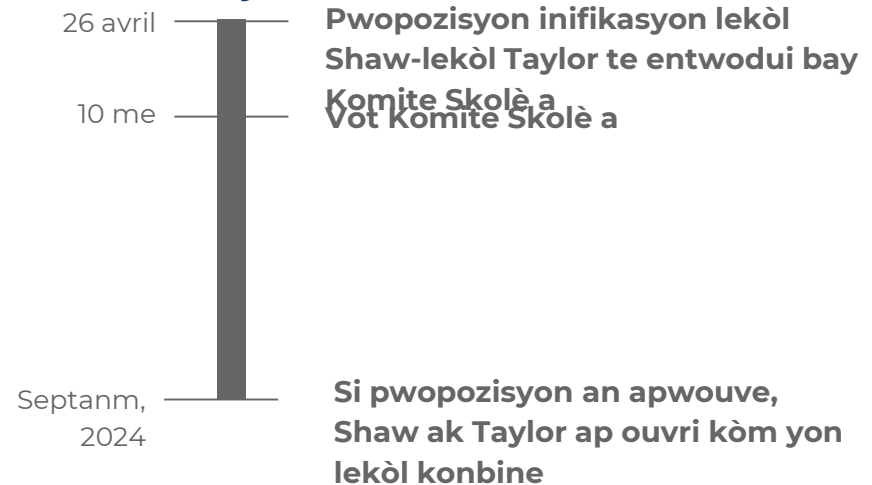 26 avril
Pwopozisyon inifikasyon lekòl
Shaw-lekòl Taylor te entwodui bay
Komite Skolè a
10 me
Vot Komite Skolè a
Septanm,
2024
Si pwopozisyon an apwouve,
Shaw ak Taylor ap ouvri kòm yon
lekòl konbine